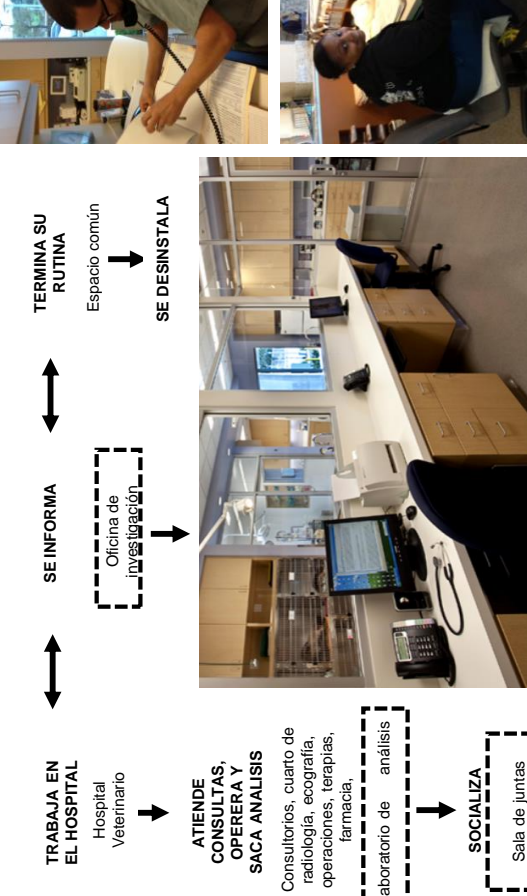 TRABAJA EN
EL HOSPITAL
Hospital
Veterinario
ATIENDE
CONSULTAS,
OPERERA Y
SACA ANALISIS
Consultorios, cuarto de
radiología, ecografía,
operaciones, terapias,
farmacia,
aboratorio de análisis
SOCIALIZA
Sala de juntas
SE INFORMA
Oficina de
investigación
TERMINA SU
RUTINA
Espacio común
SE DESINSTALA